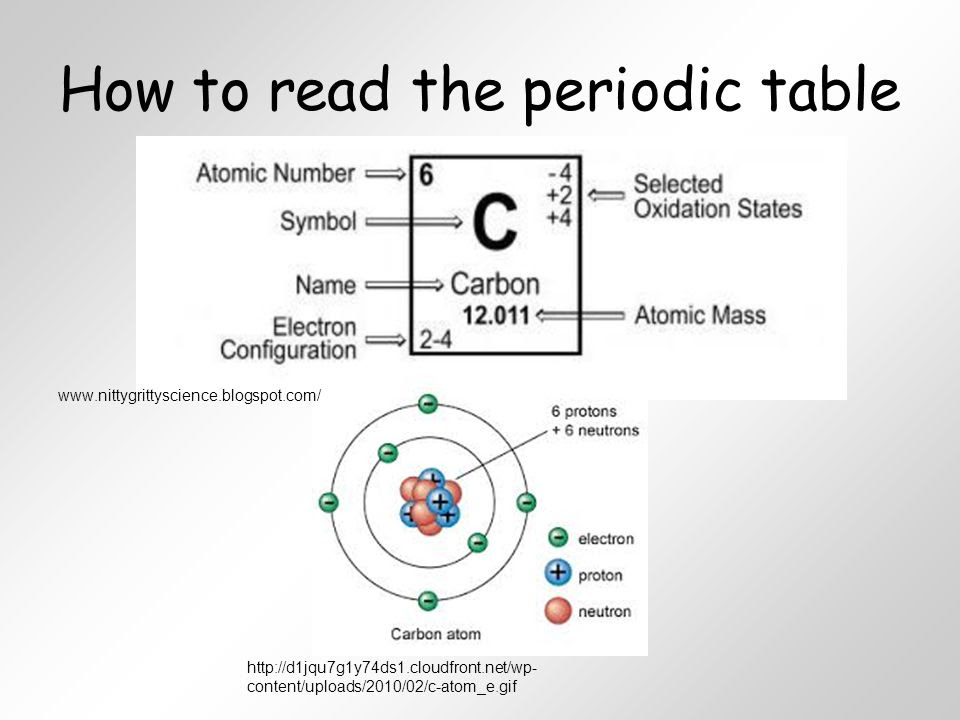 How to read the periodic table
Atomic Number
6
-4
+2
+4
Selected
Oxidation States
Symbol
C
Name
Carbon
12.011
Atomic Mass
Electron
Configuration
2-4
www.nittygrittyscience.blogspot.com/
6 protons
+ 6 neutrons
- electron
+ proton
neutron
Carbon atom
http://d1jqu7g1y74ds1.cloudfront.net/wp-
content/uploads/2010/02/c-atom_e.gif